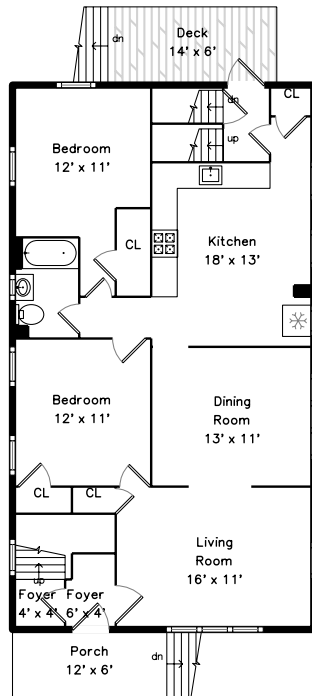 Deck
14' x 6'
dn
dn
CL
up
Bedroom
12' x 11'
CL
Kitchen
18' x 13'
Bedroom
12' x 11'
Dining
Room
13' x 11'
CL
CL
Living
Room
16' x 11'
up
Foyer
4' x 4'
Foyer
6' x 4'
Porch
12' x 6'
dn